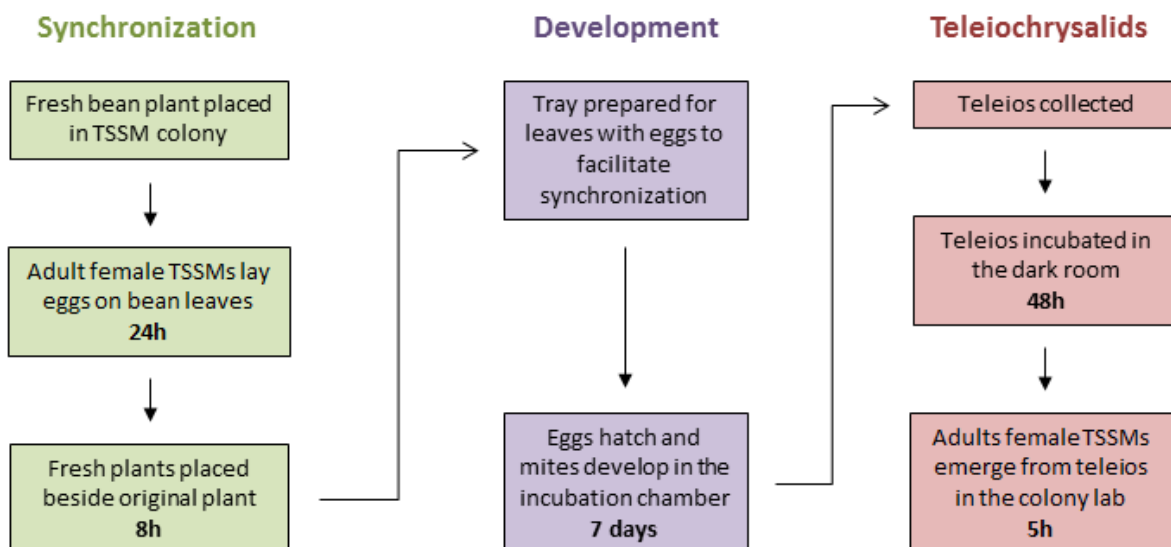 Synchronization
Fresh bean plant placed
in TSSM colony
Adult female TSSMs lay
eggs on bean leaves
24h
Fresh plants placed
beside original plant
8h
Development
Tray prepared for
leaves with eggs to
facilitate
synchronization
Eggs hatch and
mites develop in the
incubation chamber
7 days
Teleiochrysalids
Teleios collected
Teleios incubated in
the dark room
48h
Adults female TSSMs
emerge from teleios
in the colony lab
5h